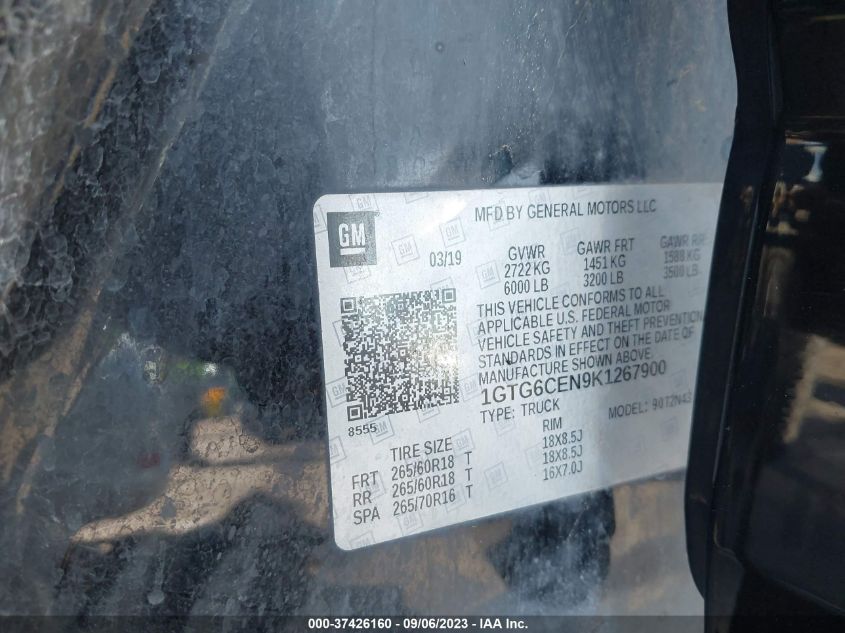 GM
MFD BY GENERAL MOTORS LLC
03/19 GVWR GAWR FRT GAWR RR
2722 KG 1451 KG 1588 KG
6000 LB 3200 LB 3500 LB
THIS VEHICLE CONFORMS TO ALL
APPLICABLE U.S. FEDERAL MOTOR
VEHICLE SAFETY AND THEFT PREVENTION
STANDARDS IN EFFECT ON THE DATE OF
MANUFACTURE SHOWN ABOVE.
1GTG6CEN9K1267900
TYPE: TRUCK MODEL:
8555
TIRE SIZE RIM
FRT 265/60R18 T 18X8.5J
RR 265/60R18 T 18X8.5J
SPA 265/70R16 T 16X7.0J
000-37426160 - 09/06/2023 - IAA Inc.